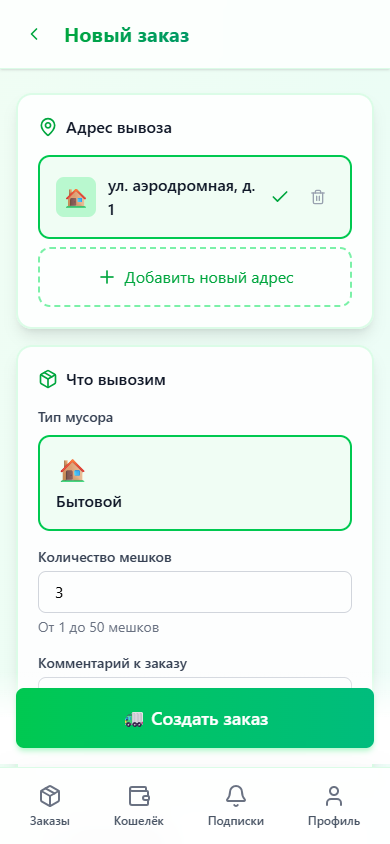 Новый заказ
Адрес вывоза
ул. аэродромная, д.
1
Добавить новый адрес
Что вывозим
Тип мусора
Бытовой
Количество мешков
3
От 1 до 50 мешков
Комментарий к заказу
Создать заказ
Заказы
Кошелёк
Подписки
Профиль